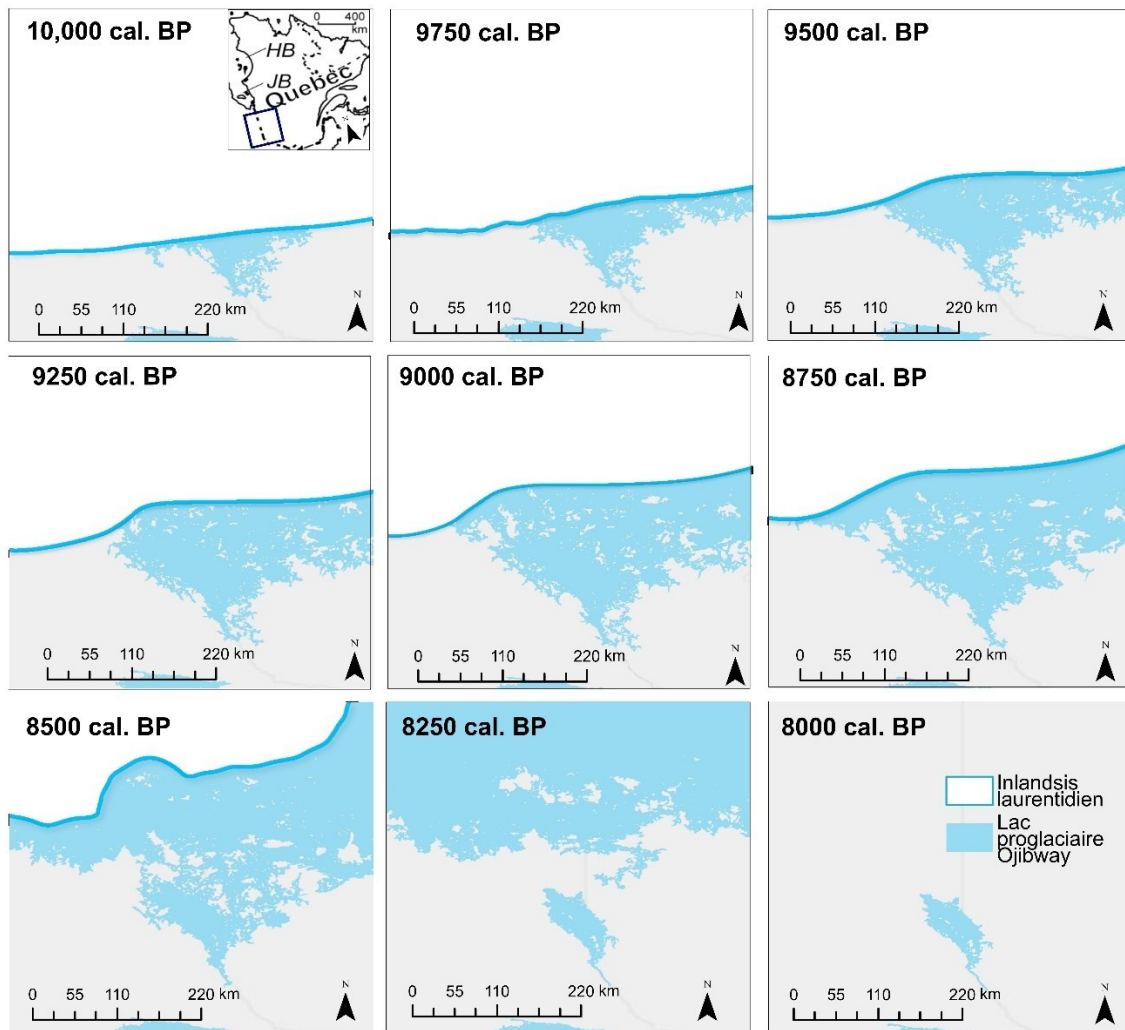 10,000 cal. BP
0 400
km
HB
JB
Quebec
N
0 55 110 220 km
9750 cal. BP
N
0 55 110 220 km
9500 cal. BP
N
0 55 110 220 km
9250 cal. BP
N
0 55 110 220 km
9000 cal. BP
N
0 55 110 220 km
8750 cal. BP
N
0 55 110 220 km
8500 cal. BP
N
0 55 110 220 km
8250 cal. BP
N
0 55 110 220 km
8000 cal. BP
Inlandsis
laurentidien
Lac
proglaciaire
Ojibway
N
0 55 110 220 km